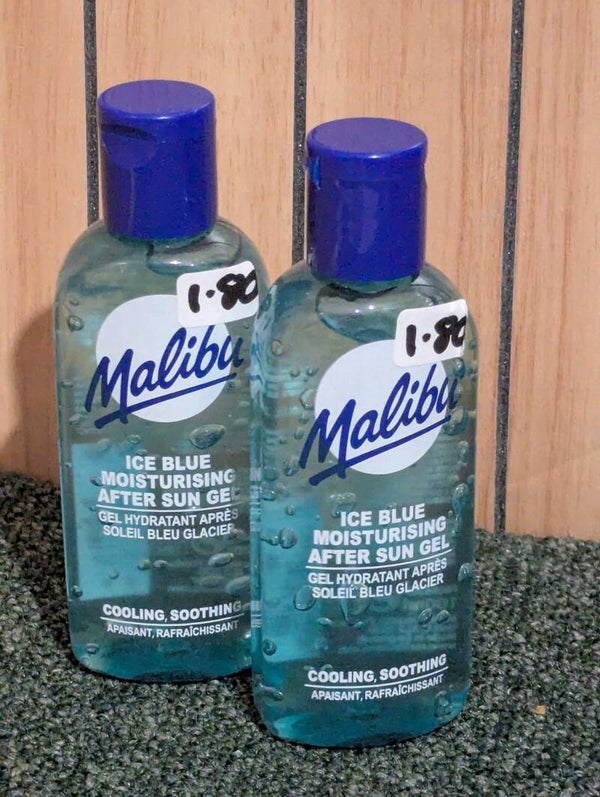 1.80
Malibu
ICE BLUE
MOISTURISING
AFTER SUN GEL
GEL HYDRATANT APRÈS
SOLEIL BLEU GLACIER
COOLING, SOOTHING
APAISANT, RAFRAÎCHISSANT
1.80
Malibu
ICE BLUE
MOISTURISING
AFTER SUN GEL
GEL HYDRATANT APRÈS
SOLEIL BLEU GLACIER
COOLING, SOOTHING
APAISANT, RAFRAÎCHISSANT